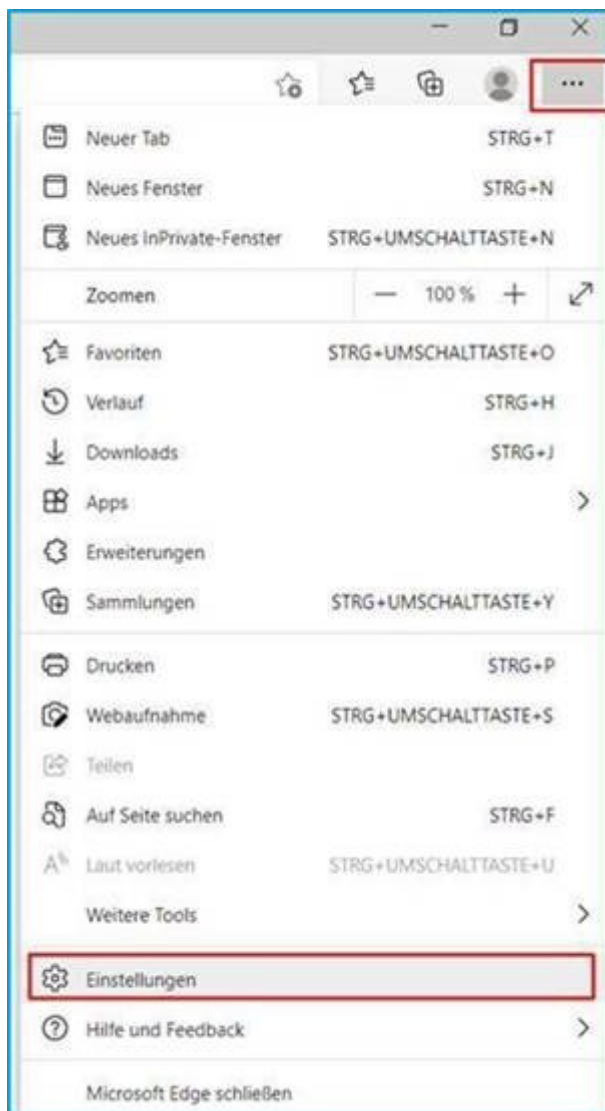 Neuer Tab STRG+T
Neues Fenster STRG+N
Neues InPrivate-Fenster STRG+UMSCHALTTASTE+N
Zoomen — 100 % +
Favoriten STRG+UMSCHALTTASTE+O
Verlauf STRG+H
Downloads STRG+J
Apps
Erweiterungen
Sammlungen STRG+UMSCHALTTASTE+Y
Drucken STRG+P
Webaufnahme STRG+UMSCHALTTASTE+S
Teilen
Auf Seite suchen STRG+F
Laut vorlesen STRG+UMSCHALTTASTE+U
Weitere Tools
Einstellungen
Hilfe und Feedback
Microsoft Edge schließen